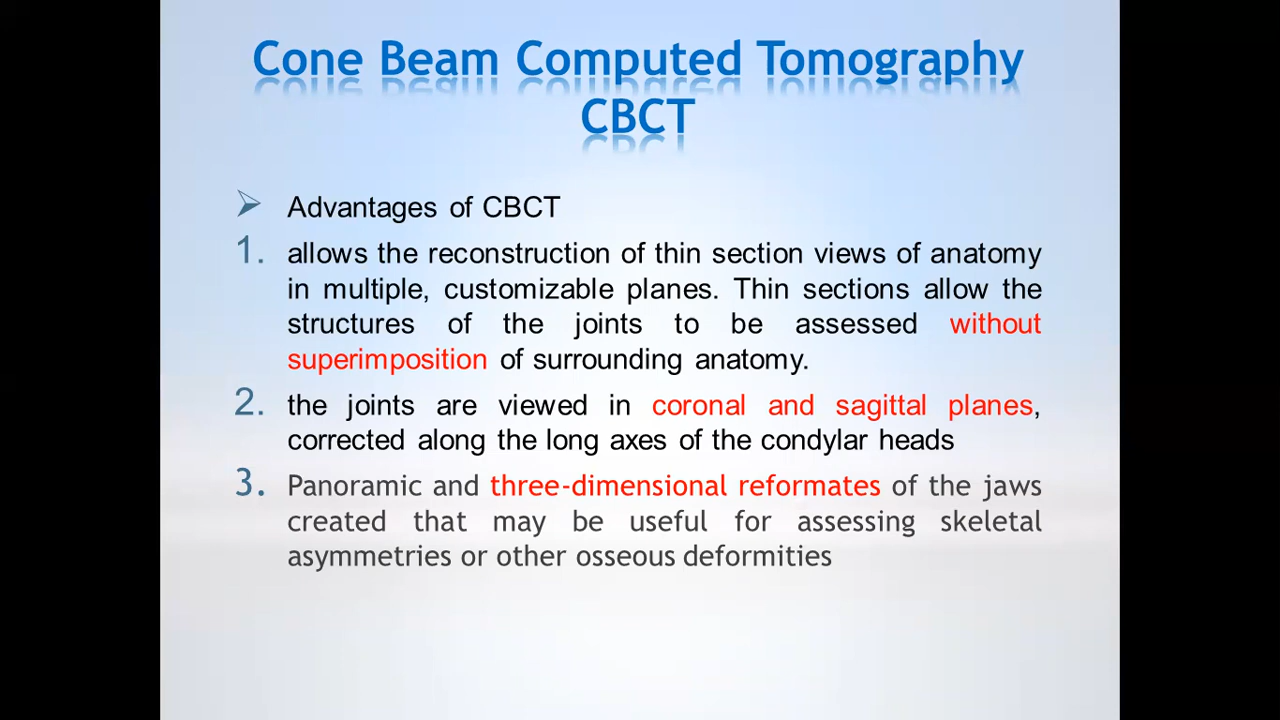 Cone Beam Computed Tomography
CBCT
➢ Advantages of CBCT
1. allows the reconstruction of thin section views of anatomy
in multiple, customizable planes. Thin sections allow the
structures of the joints to be assessed without
superimposition of surrounding anatomy.
2. the joints are viewed in coronal and sagittal planes,
corrected along the long axes of the condylar heads
3. Panoramic and three-dimensional reformates of the jaws
created that may be useful for assessing skeletal
asymmetries or other osseous deformities